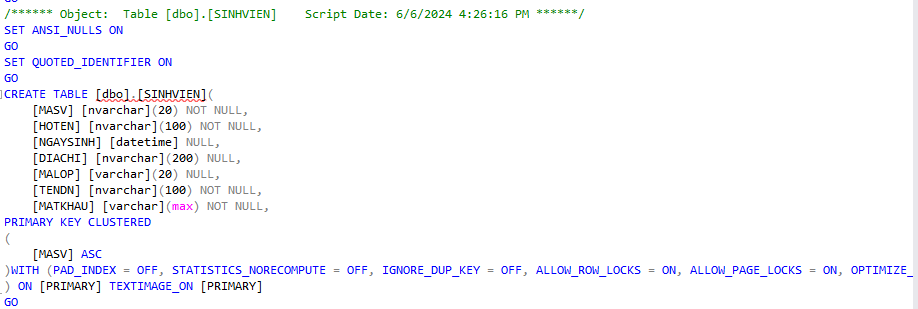 GO
/****** Object:  Table [dbo].[SINHVIEN]    Script Date: 6/6/2024 4:26:16 PM ******/
SET ANSI_NULLS ON
GO
SET QUOTED_IDENTIFIER ON
GO
CREATE TABLE [dbo].[SINHVIEN](
    [MASV] [nvarchar](20) NOT NULL,
    [HOTEN] [nvarchar](100) NOT NULL,
    [NGAYSINH] [datetime] NULL,
    [DIACHI] [nvarchar](200) NULL,
    [MALOP] [varchar](20) NULL,
    [TENDN] [nvarchar](100) NOT NULL,
    [MATKHAU] [varchar](max) NOT NULL,
PRIMARY KEY CLUSTERED
(
    [MASV] ASC
)WITH (PAD_INDEX = OFF, STATISTICS_NORECOMPUTE = OFF, IGNORE_DUP_KEY = OFF, ALLOW_ROW_LOCKS = ON, ALLOW_PAGE_LOCKS = ON, OPTIMIZE_
) ON [PRIMARY] TEXTIMAGE_ON [PRIMARY]
GO